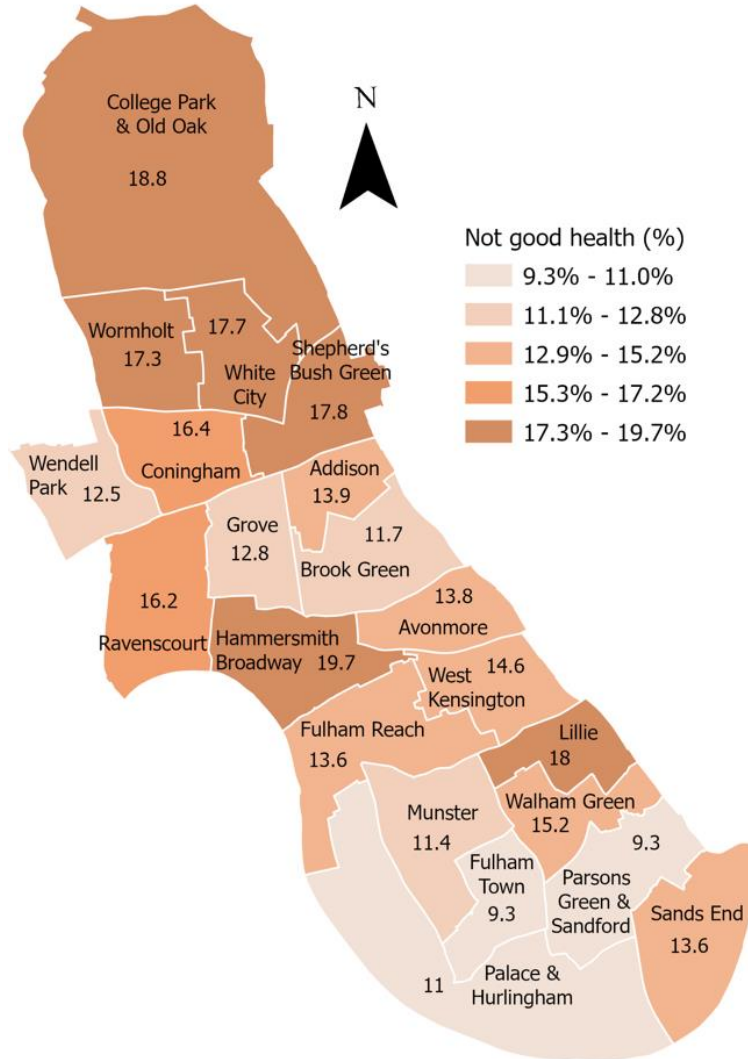 College Park
& Old Oak
18.8
N
Not good health (%)
9.3% - 11.0%
11.1% - 12.8%
12.9% - 15.2%
15.3% - 17.2%
17.3% - 19.7%
Wormholt
17.3
17.7
White
City
Shepherd's
Bush Green
17.8
16.4
Coningham
Wendell
Park 12.5
Addison
13.9
Grove
12.8
11.7
Brook Green
16.2
Ravenscourt
13.8
Avonmore
Hammersmith
Broadway 19.7
14.6
West
Kensington
Fulham Reach
13.6
Lillie
18
Walham Green
15.2
Munster
11.4
Fulham
Town
9.3
9.3
Parsons
Green &
Sandford
Sands End
13.6
11
Palace &
Hurlingham